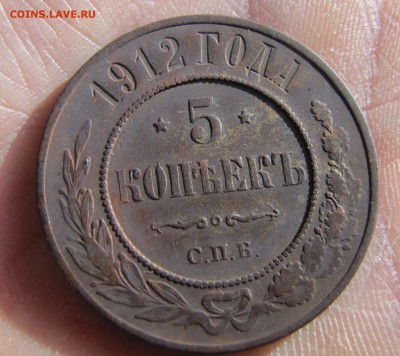 COINS.LAVE.RU
1912 ГОДА
5
КОПѢЕКЪ
С.П.Б.